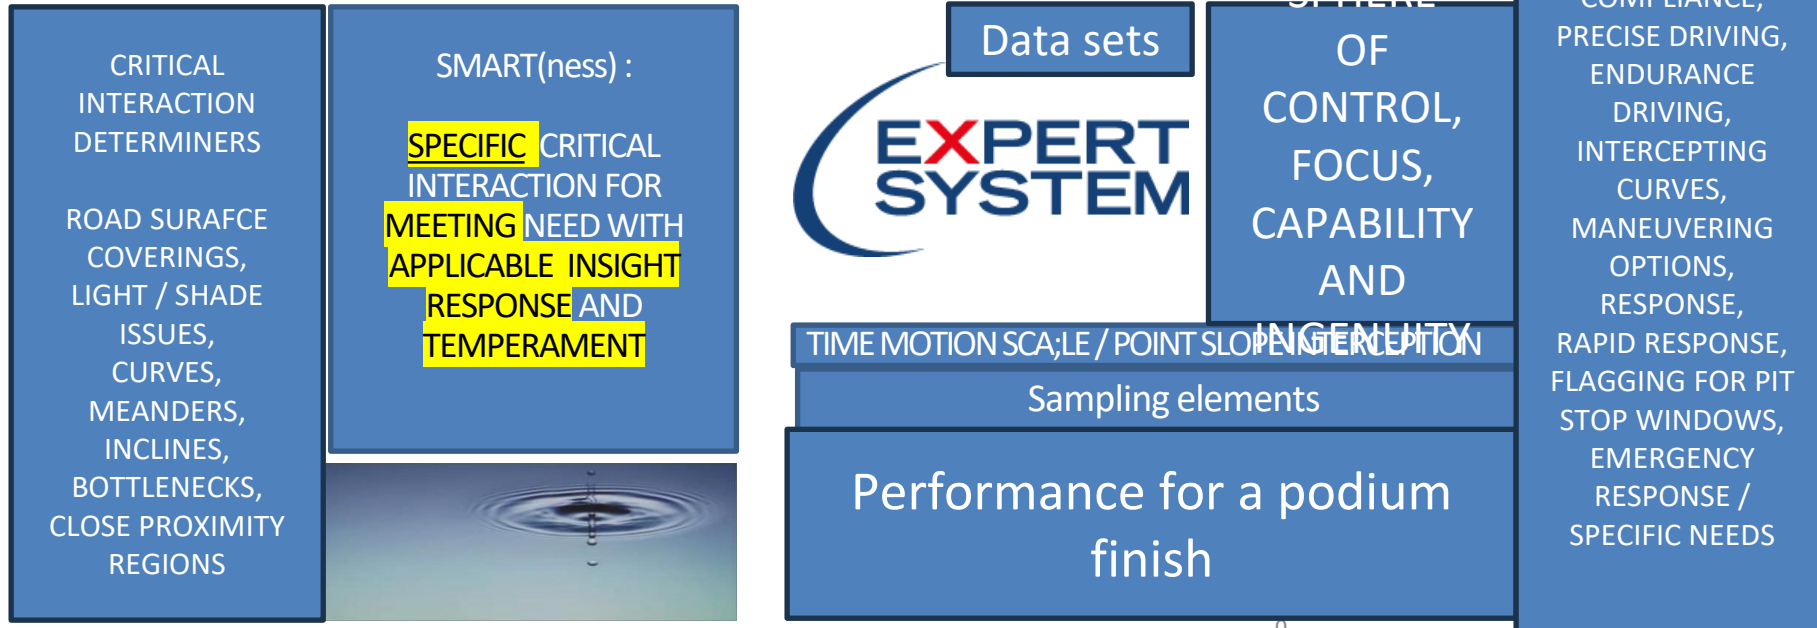 CRITICAL
INTERACTION
DETERMINERS
ROAD SURAFCE
COVERINGS,
LIGHT / SHADE
ISSUES,
CURVES,
MEANDERS,
INCLINES,
BOTTLENECKS,
CLOSE PROXIMITY
REGIONS
SMART(ness) :
SPECIFIC CRITICAL
INTERACTION FOR
MEETING NEED WITH
APPLICABLE INSIGHT
RESPONSE AND
TEMPERAMENT
Data sets
EXPERT
SYSTEM
SPHERE
OF
CONTROL,
FOCUS,
CAPABILITY
AND
INGENUITY
TIME MOTION SCA;LE / POINT SLOPE INTERCEPTION
Sampling elements
Performance for a podium
finish
COMPLIANCE,
PRECISE DRIVING,
ENDURANCE
DRIVING,
INTERCEPTING
CURVES,
MANEUVERING
OPTIONS,
RESPONSE,
RAPID RESPONSE,
FLAGGING FOR PIT
STOP WINDOWS,
EMERGENCY
RESPONSE /
SPECIFIC NEEDS